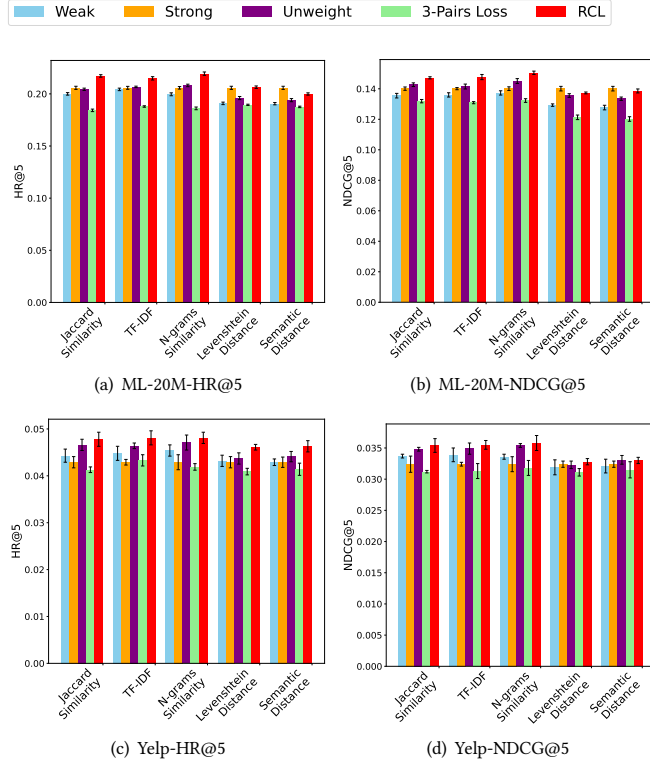 Weak Strong Unweight 3-Pairs Loss RCL
HR@5
0.20
0.15
0.10
0.05
0.00
Jaccard
Similarity
TF-IDF
N-grams
Similarity
Levenshtein
Distance
Semantic
Distance
(a) ML-20M-HR@5
NDCG@5
0.14
0.12
0.10
0.08
0.06
0.04
0.02
0.00
Jaccard
Similarity
TF-IDF
N-grams
Similarity
Levenshtein
Distance
Semantic
Distance
(b) ML-20M-NDCG@5
HR@5
0.05
0.04
0.03
0.02
0.01
0.00
Jaccard
Similarity
TF-IDF
N-grams
Similarity
Levenshtein
Distance
Semantic
Distance
(c) Yelp-HR@5
NDCG@5
0.035
0.030
0.025
0.020
0.015
0.010
0.005
0.000
Jaccard
Similarity
TF-IDF
N-grams
Similarity
Levenshtein
Distance
Semantic
Distance
(d) Yelp-NDCG@5